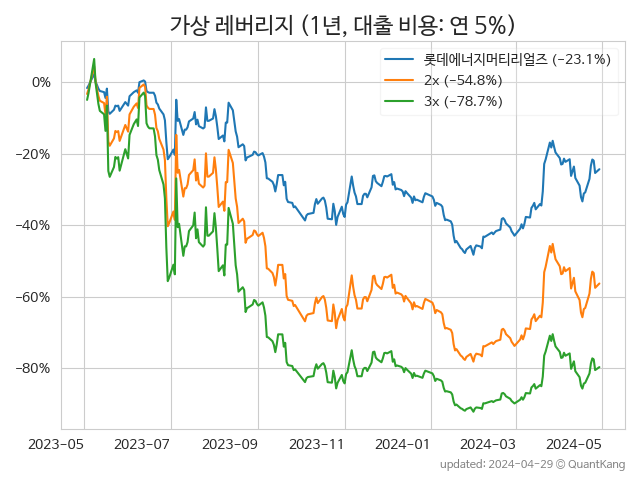 가상 레버리지 (1년, 대출 비용: 연 5%)
롯데에너지머티리얼즈 (−23.1%)
2x (−54.8%)
3x (−78.7%)
0%
−20%
−40%
−60%
−80%
2023-05 2023-07 2023-09 2023-11 2024-01 2024-03 2024-05
updated: 2024-04-29 © QuantKang